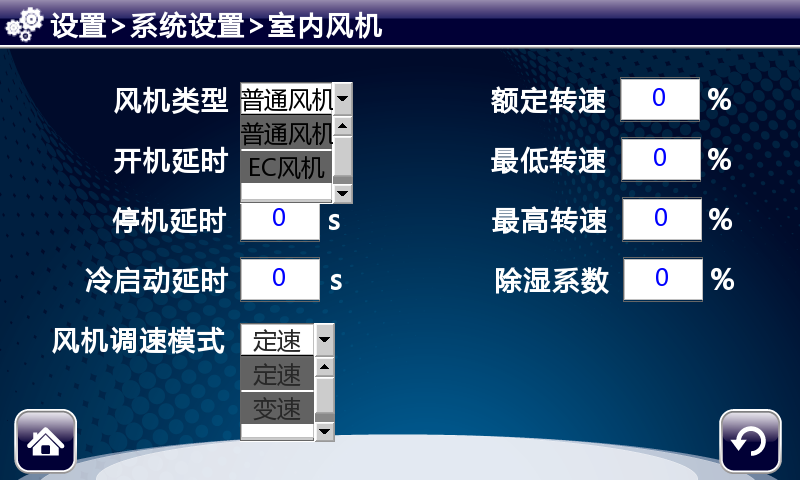 设置>系统设置>室内风机
风机类型 普通风机 额定转速 0 %
普通风机
开机延时 EC风机 最低转速 0 %
停机延时 0 s 最高转速 0 %
冷启动延时 0 s 除湿系数 0 %
风机调速模式 定速
定速
变速